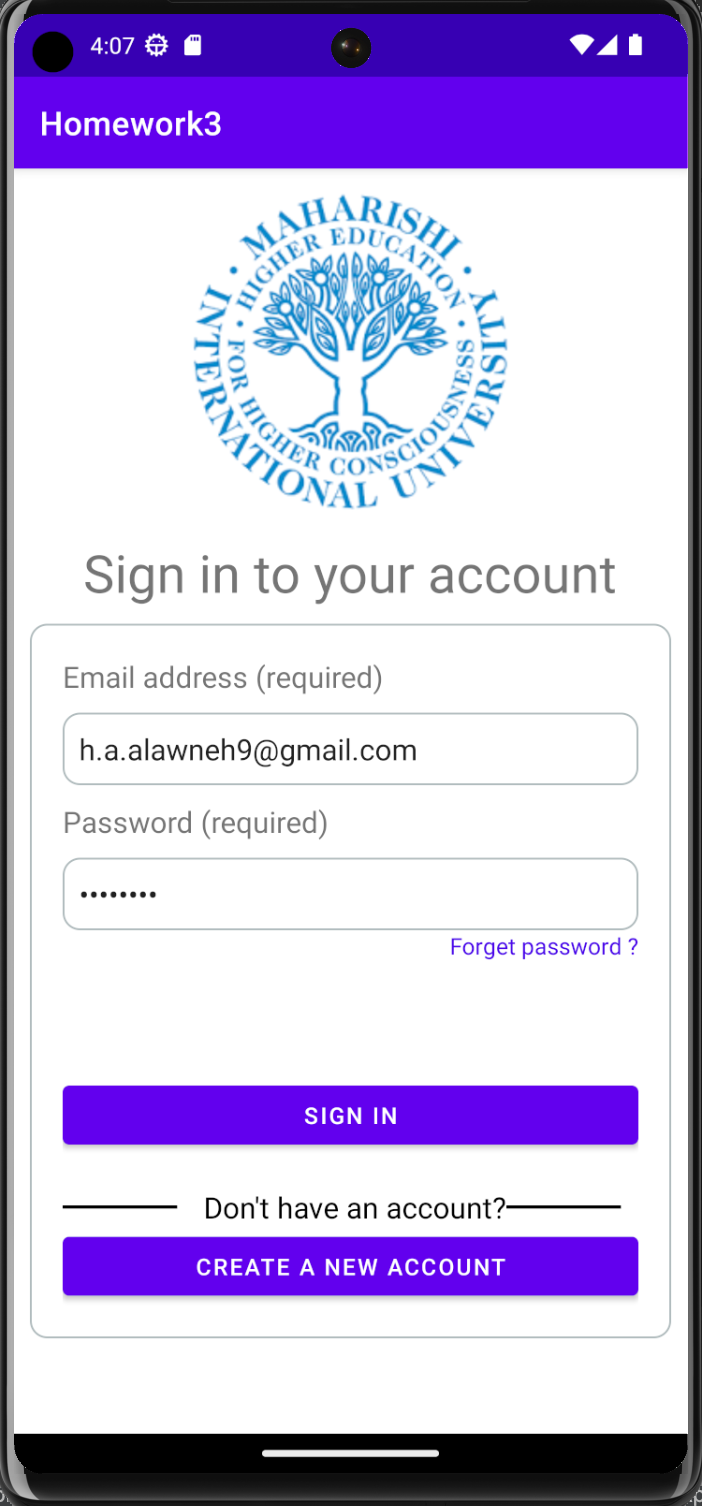 4:07
Homework3
MAHARISHI INTERNATIONAL UNIVERSITY
HIGHER EDUCATION FOR HIGHER CONSCIOUSNESS
Sign in to your account
Email address (required)
h.a.alawneh9@gmail.com
Password (required)
••••••••
Forget password ?
SIGN IN
Don't have an account?
CREATE A NEW ACCOUNT